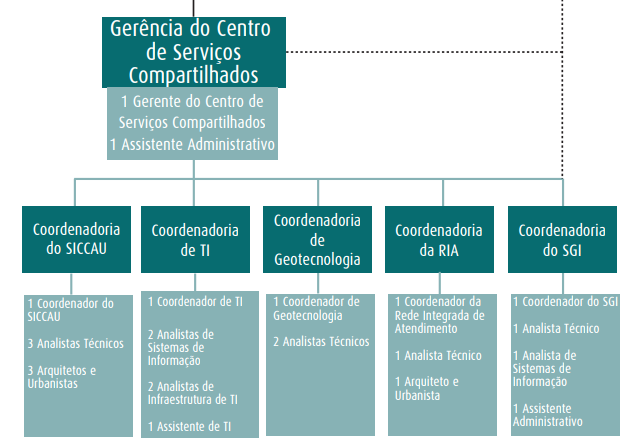 Gerência do Centro
de Serviços
Compartilhados
1 Gerente do Centro de
Serviços Compartilhados
1 Assistente Administrativo
Coordenadoria
do SICCAU
Coordenadoria
de TI
Coordenadoria
de
Geotecnologia
Coordenadoria
da RIA
Coordenadoria
do SGI
1 Coordenador do
SICCAU
3 Analistas Técnicos
3 Arquitetos e
Urbanistas
1 Coordenador de TI
2 Analistas de
Sistemas de
Informação
2 Analistas de
Infraestrutura de TI
1 Assistente de TI
1 Coordenador de
Geotecnologia
2 Analistas Técnicos
1 Coordenador da
Rede Integrada de
Atendimento
1 Analista Técnico
1 Arquiteto e
Urbanista
1 Coordenador do SGI
1 Analista Técnico
1 Analista de
Sistemas de
Informação
1 Assistente
Administrativo